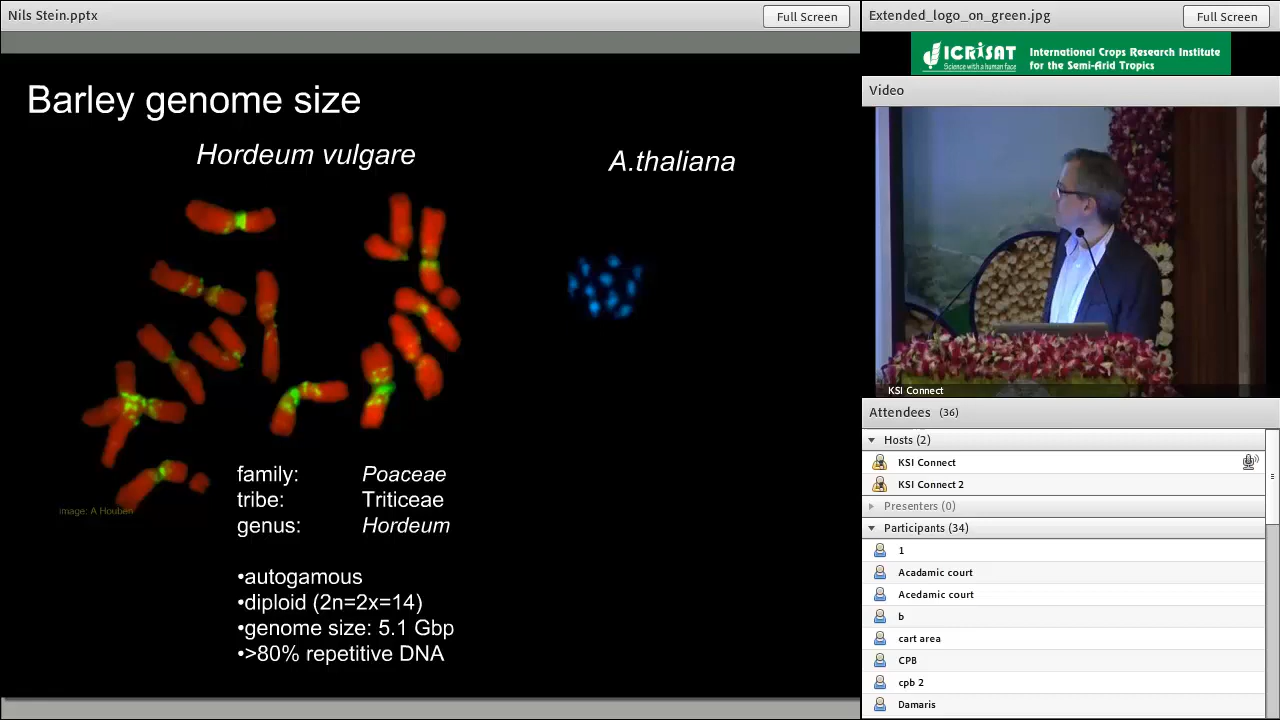 Nils Stein.pptx
Full Screen
Barley genome size
Hordeum vulgare
A.thaliana
image: A Houben
family: Poaceae
tribe: Triticeae
genus: Hordeum
•autogamous
•diploid (2n=2x=14)
•genome size: 5.1 Gbp
•>80% repetitive DNA
Extended_logo_on_green.jpg
Full Screen
ICRISAT
Science with a human face
International Crops Research Institute
for the Semi-Arid Tropics
Video
KSI Connect
Attendees (36)
Hosts (2)
KSI Connect
KSI Connect 2
Presenters (0)
Participants (34)
1
Acadamic court
Acedamic court
b
cart area
CPB
cpb 2
Damaris